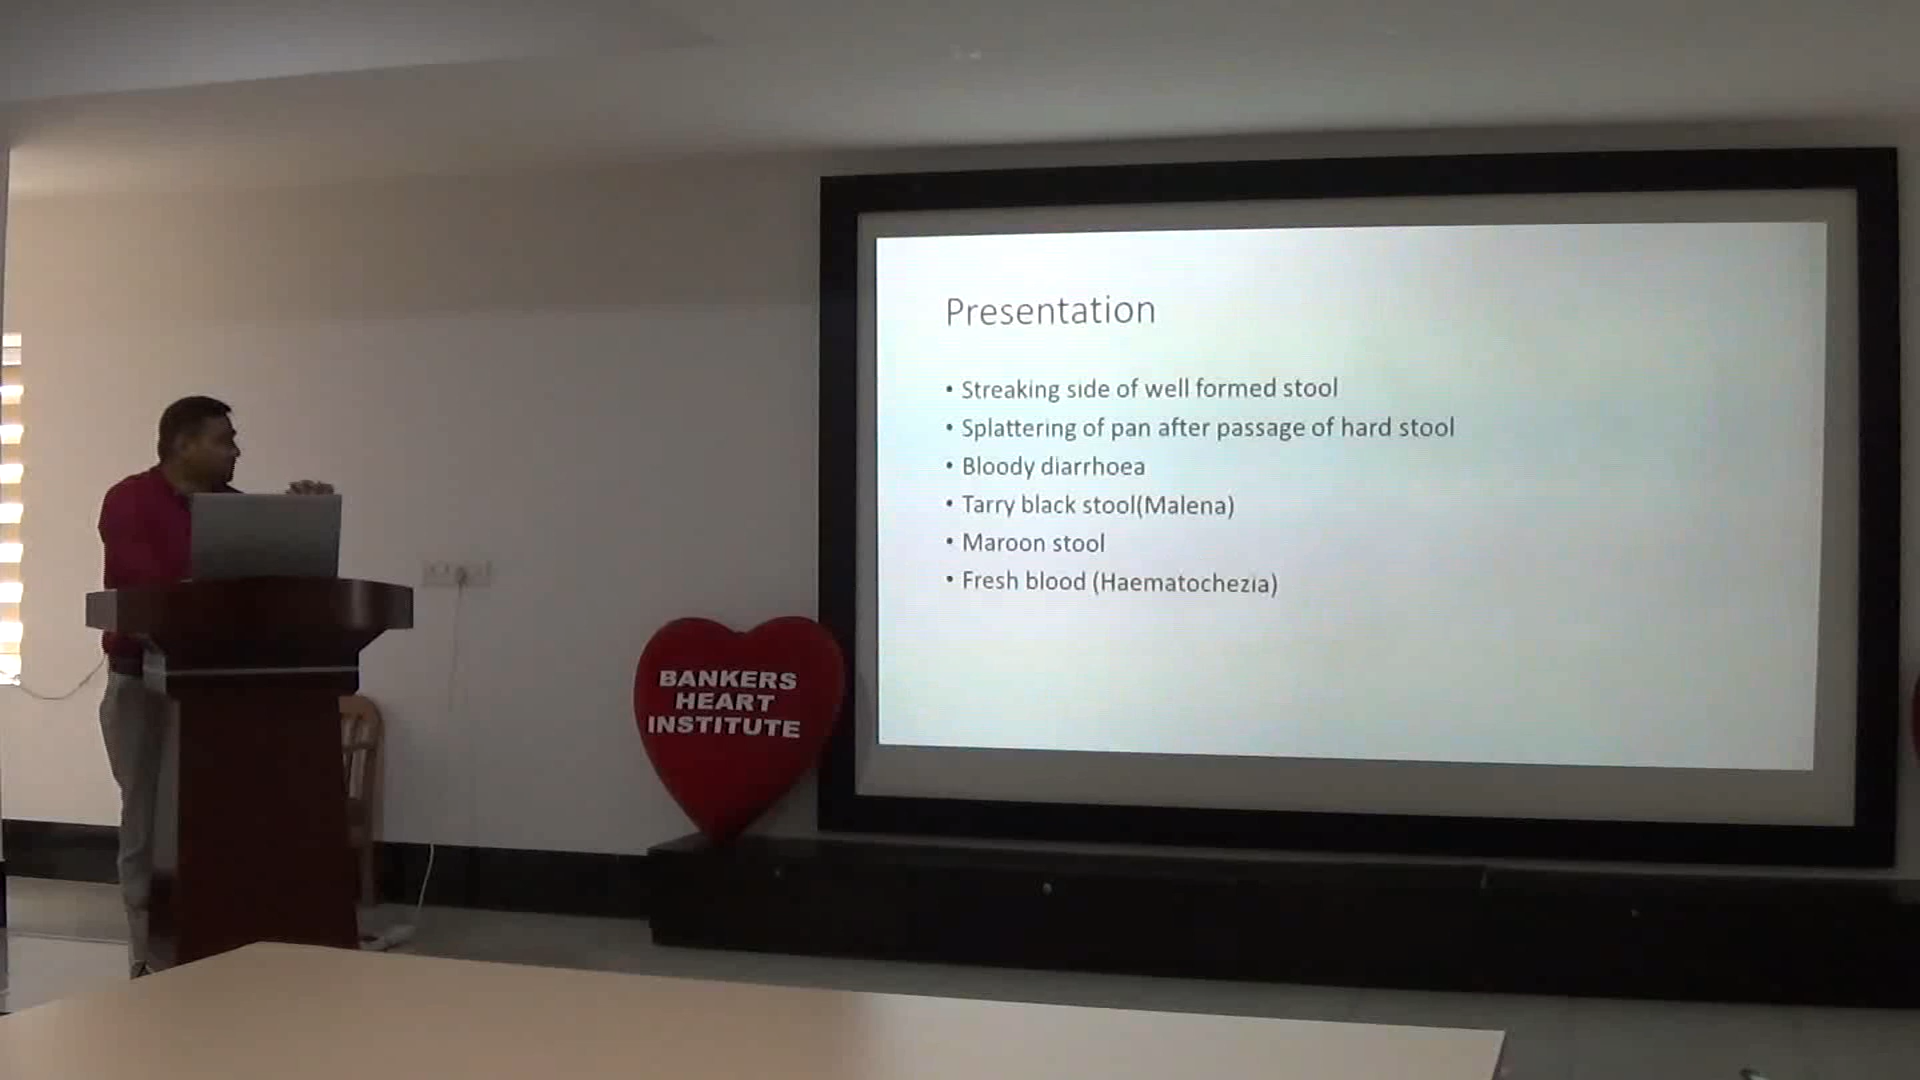 Presentation
• Streaking side of well formed stool
• Splattering of pan after passage of hard stool
• Bloody diarrhoea
• Tarry black stool(Malena)
• Maroon stool
• Fresh blood (Haematochezia)
BANKERS
HEART
INSTITUTE